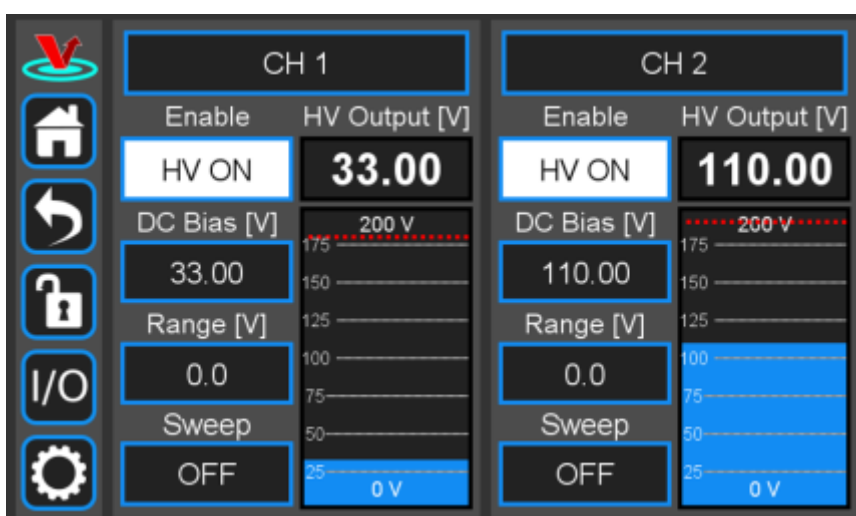 CH 1
Enable HV Output [V]
HV ON 33.00
DC Bias [V]
33.00
Range [V]
0.0
Sweep
OFF
200 V
175
150
125
100
75
50
25
0 V
CH 2
Enable HV Output [V]
HV ON 110.00
DC Bias [V]
110.00
Range [V]
0.0
Sweep
OFF
200 V
175
150
125
100
75
50
25
0 V
I/O